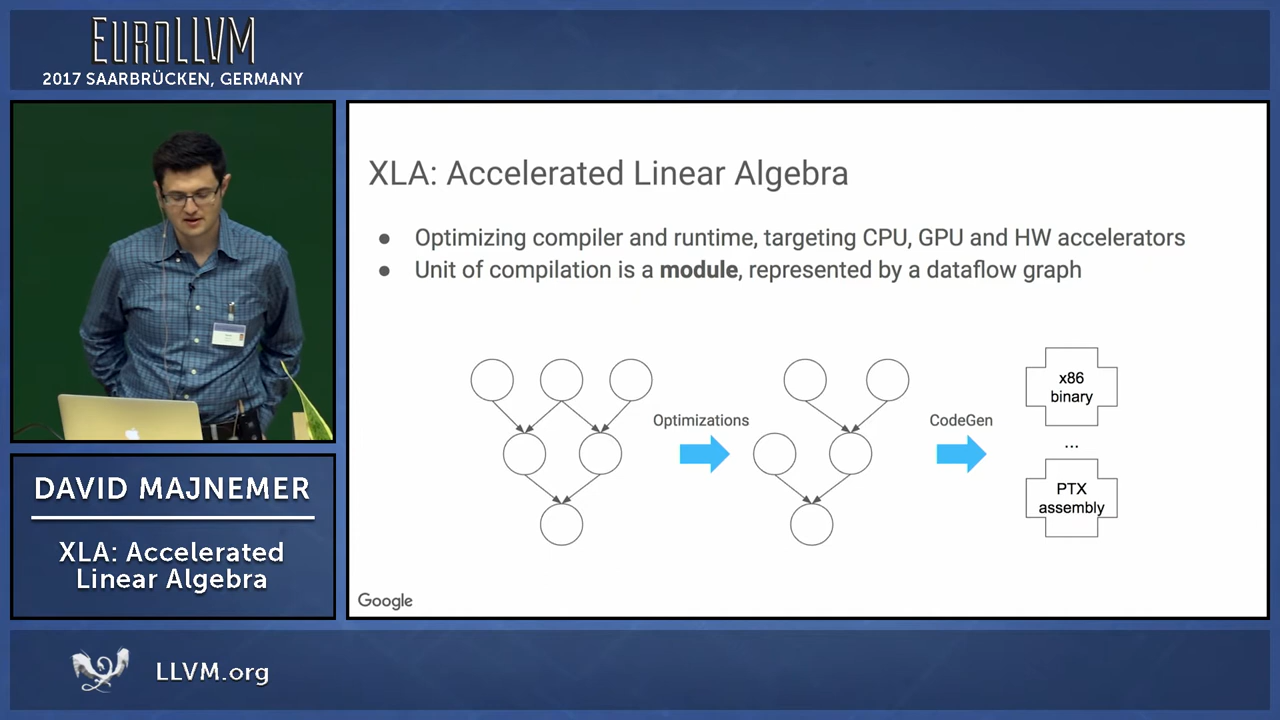 EUROLLVM
2017 SAARBRÜCKEN, GERMANY
XLA: Accelerated Linear Algebra
● Optimizing compiler and runtime, targeting CPU, GPU and HW accelerators
● Unit of compilation is a module, represented by a dataflow graph
Optimizations
CodeGen
x86
binary
...
PTX
assembly
Google
DAVID MAJNEMER
XLA: Accelerated
Linear Algebra
LLVM.org